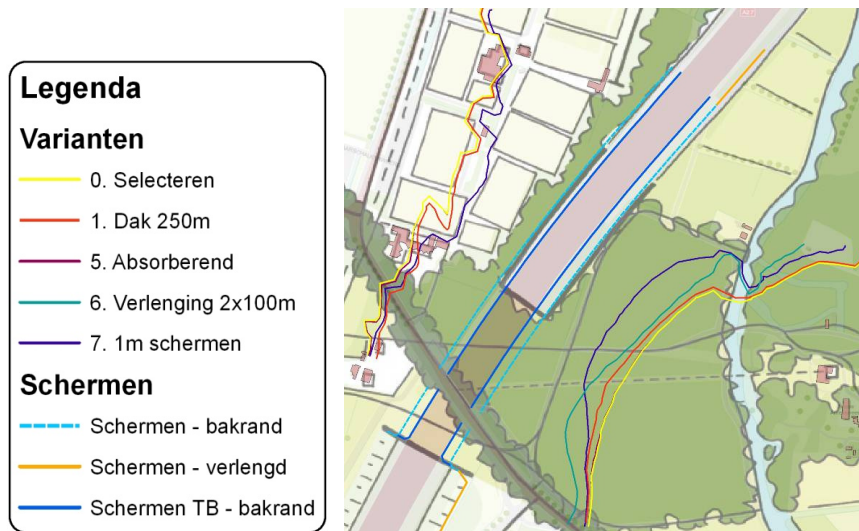 Legenda
Varianten
0. Selecteren
1. Dak 250m
5. Absorberend
6. Verlenging 2x100m
7. 1m schermen
Schermen
Schermen - bakrand
Schermen - verlengd
Schermen TB - bakrand
A27